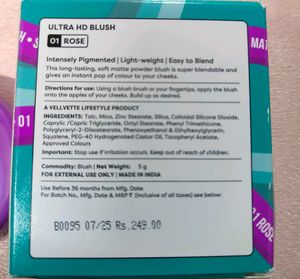 ULTRA HD BLUSH
01 ROSE
Intensely Pigmented | Light-weight | Easy to Blend
This long-lasting, soft matte powder blush is super blendable and
gives an instant pop of colour to your cheeks.
Directions for use: Using a blush brush or your fingertips, apply the blush
onto the apples of your cheeks. Build up as desired.
A VELLVETTE LIFESTYLE PRODUCT
INGREDIENTS: Talc, Mica, Zinc Stearate, Silica, Colloidal Silicone Dioxide,
Caprylic / Capric Triglyceride, Octyl Stearate, Phenyl Trimethicone,
Polyglyceryl-2-Diisostearate, Phenoxyethanol & Ethylhexylglycerin,
Squalene, PEG-40 Hydrogenated Castor Oil, Tocopheryl Acetate,
Approved Colours
Important: Stop use if irritation occurs. Keep out of reach of children.
Commodity: Blush | Net Weight: 5 g
FOR EXTERNAL USE ONLY | MADE IN INDIA
Use Before 36 months from Mfg. Date
For Batch No., Mfg. Date & MRP ₹ (Inclusive of all taxes) see below:
B0095 07/25 Rs.249.00
MAT
01
01 ROSE